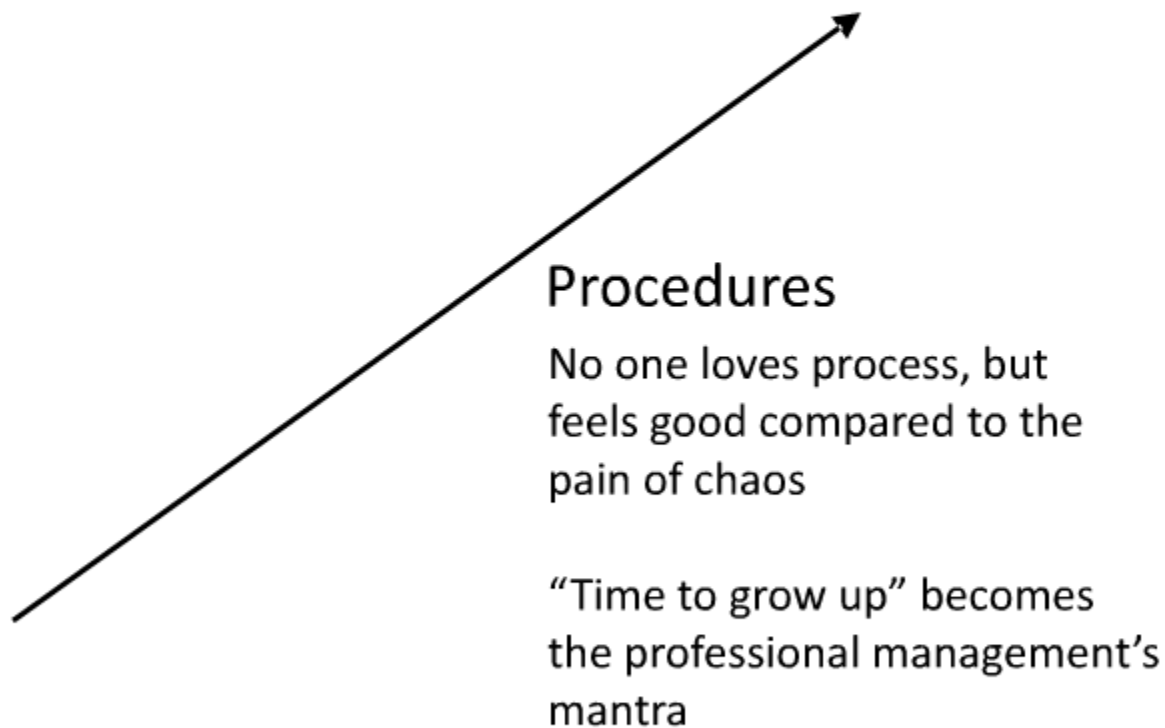 Procedures
No one loves process, but
feels good compared to the
pain of chaos
“Time to grow up” becomes
the professional management’s
mantra